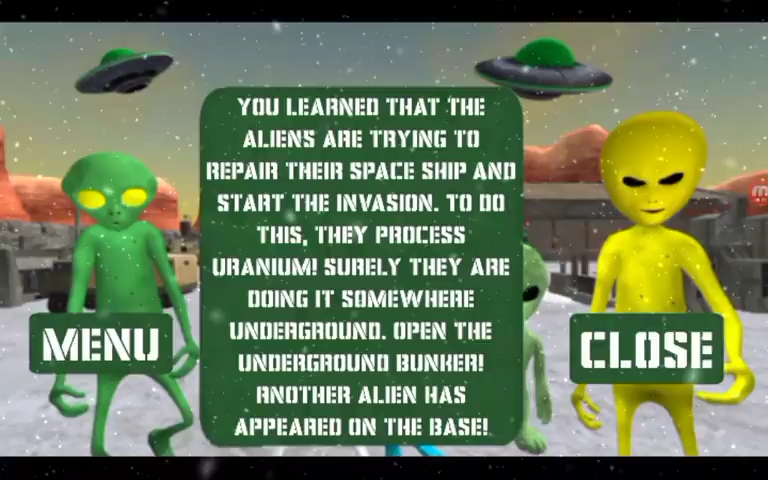 YOU LEARNED THAT THE
ALIENS ARE TRYING TO
REPAIR THEIR SPACE SHIP AND
START THE INVASION. TO DO
THIS, THEY PROCESS
URANIUM! SURELY THEY ARE
DOING IT SOMEWHERE
UNDERGROUND. OPEN THE
UNDERGROUND BUNKER!
ANOTHER ALIEN HAS
APPEARED ON THE BASE!
MENU
CLOSE